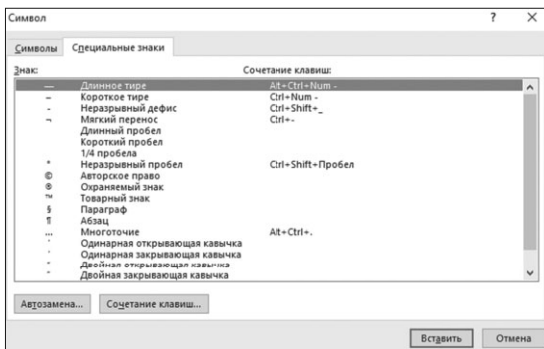 Символ ? ×
Символы Специальные знаки
Знак: Сочетание клавиш:
— Длинное тире Alt+Ctrl+Num -
– Короткое тире Ctrl+Num -
- Неразрывный дефис Ctrl+Shift+_
¬ Мягкий перенос Ctrl+-
Длинный пробел
Короткий пробел
1/4 пробела
° Неразрывный пробел Ctrl+Shift+Пробел
© Авторское право
® Охраняемый знак
™ Товарный знак
§ Параграф
¶ Абзац
... Многоточие Alt+Ctrl+.
Одинарная открывающая кавычка
Одинарная закрывающая кавычка
Двойная открывающая кавычка
Двойная закрывающая кавычка
Автозамена... Сочетание клавиш...
Вставить Отмена